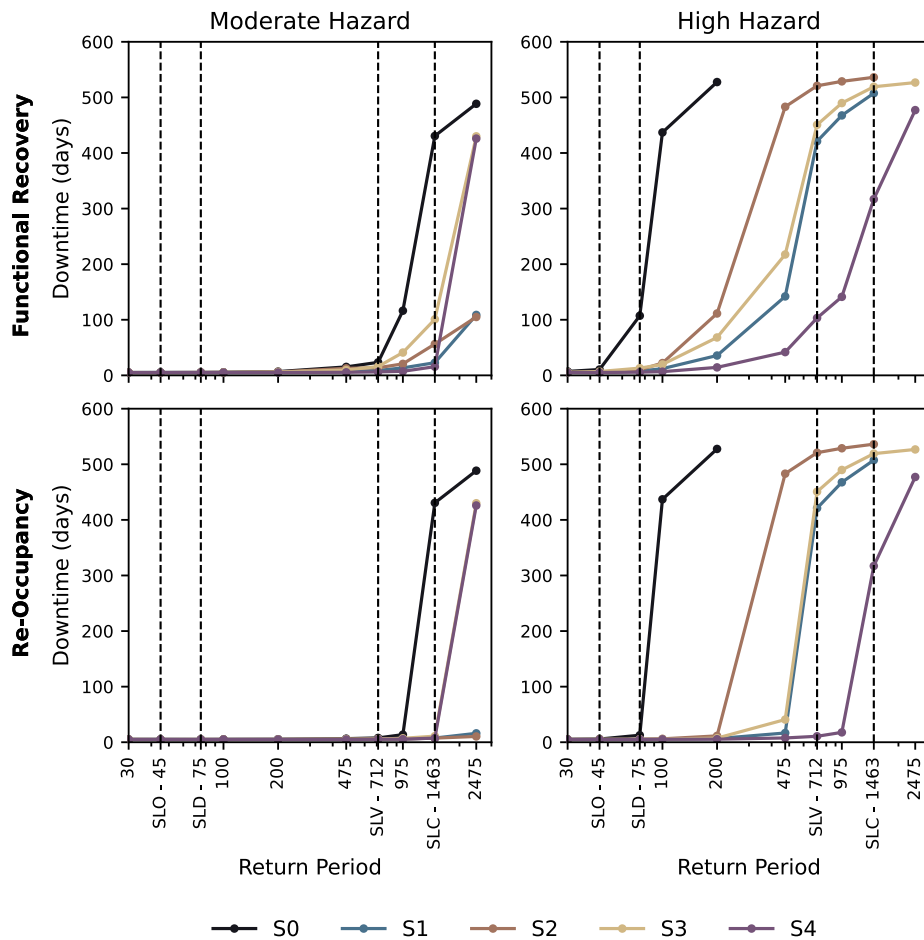 Moderate Hazard
High Hazard
Functional Recovery
Downtime (days)
600
500
400
300
200
100
0
600
500
400
300
200
100
0
Re-Occupancy
Downtime (days)
600
500
400
300
200
100
0
600
500
400
300
200
100
0
30
SLO - 45
SLD - 75
100
200
475
SLV - 712
975
SLC - 1463
2475
30
SLO - 45
SLD - 75
100
200
475
SLV - 712
975
SLC - 1463
2475
Return Period
Return Period
S0
S1
S2
S3
S4